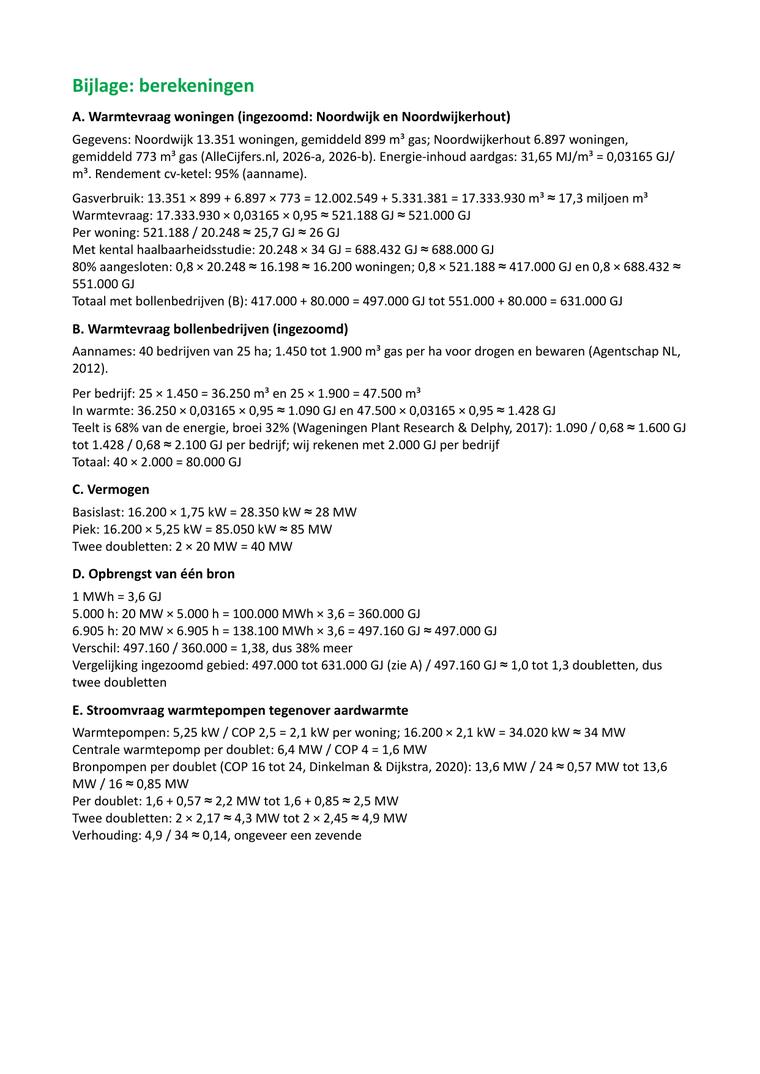 Bijlage: berekeningen
A. Warmtevraag woningen (ingezoomd: Noordwijk en Noordwijkerhout)
Gegevens: Noordwijk 13.351 woningen, gemiddeld 899 m³ gas; Noordwijkerhout 6.897 woningen,
gemiddeld 773 m³ gas (AlleCijfers.nl, 2026-a, 2026-b). Energie-inhoud aardgas: 31,65 MJ/m³ = 0,03165 GJ/
m³. Rendement cv-ketel: 95% (aanname).
Gasverbruik: 13.351 × 899 + 6.897 × 773 = 12.002.549 + 5.331.381 = 17.333.930 m³ ≈ 17,3 miljoen m³
Warmtevraag: 17.333.930 × 0,03165 × 0,95 ≈ 521.188 GJ ≈ 521.000 GJ
Per woning: 521.188 / 20.248 ≈ 25,7 GJ ≈ 26 GJ
Met kental haalbaarheidsstudie: 20.248 × 34 GJ = 688.432 GJ ≈ 688.000 GJ
80% aangesloten: 0,8 × 20.248 ≈ 16.198 ≈ 16.200 woningen; 0,8 × 521.188 ≈ 417.000 GJ en 0,8 × 688.432 ≈
551.000 GJ
Totaal met bollenbedrijven (B): 417.000 + 80.000 = 497.000 GJ tot 551.000 + 80.000 = 631.000 GJ
B. Warmtevraag bollenbedrijven (ingezoomd)
Aannames: 40 bedrijven van 25 ha; 1.450 tot 1.900 m³ gas per ha voor drogen en bewaren (Agentschap NL,
2012).
Per bedrijf: 25 × 1.450 = 36.250 m³ en 25 × 1.900 = 47.500 m³
In warmte: 36.250 × 0,03165 × 0,95 ≈ 1.090 GJ en 47.500 × 0,03165 × 0,95 ≈ 1.428 GJ
Teelt is 68% van de energie, broei 32% (Wageningen Plant Research & Delphy, 2017): 1.090 / 0,68 ≈ 1.600 GJ
tot 1.428 / 0,68 ≈ 2.100 GJ per bedrijf; wij rekenen met 2.000 GJ per bedrijf
Totaal: 40 × 2.000 = 80.000 GJ
C. Vermogen
Basislast: 16.200 × 1,75 kW = 28.350 kW ≈ 28 MW
Piek: 16.200 × 5,25 kW = 85.050 kW ≈ 85 MW
Twee doubletten: 2 × 20 MW = 40 MW
D. Opbrengst van één bron
1 MWh = 3,6 GJ
5.000 h: 20 MW × 5.000 h = 100.000 MWh × 3,6 = 360.000 GJ
6.905 h: 20 MW × 6.905 h = 138.100 MWh × 3,6 = 497.160 GJ ≈ 497.000 GJ
Verschil: 497.160 / 360.000 = 1,38, dus 38% meer
Vergelijking ingezoomd gebied: 497.000 tot 631.000 GJ (zie A) / 497.160 GJ ≈ 1,0 tot 1,3 doubletten, dus
twee doubletten
E. Stroomvraag warmtepompen tegenover aardwarmte
Warmtepompen: 5,25 kW / COP 2,5 = 2,1 kW per woning; 16.200 × 2,1 kW = 34.020 kW ≈ 34 MW
Centrale warmtepomp per doublet: 6,4 MW / COP 4 = 1,6 MW
Bronpompen per doublet (COP 16 tot 24, Dinkelman & Dijkstra, 2020): 13,6 MW / 24 ≈ 0,57 MW tot 13,6
MW / 16 ≈ 0,85 MW
Per doublet: 1,6 + 0,57 ≈ 2,2 MW tot 1,6 + 0,85 ≈ 2,5 MW
Twee doubletten: 2 × 2,17 ≈ 4,3 MW tot 2 × 2,45 ≈ 4,9 MW
Verhouding: 4,9 / 34 ≈ 0,14, ongeveer een zevende